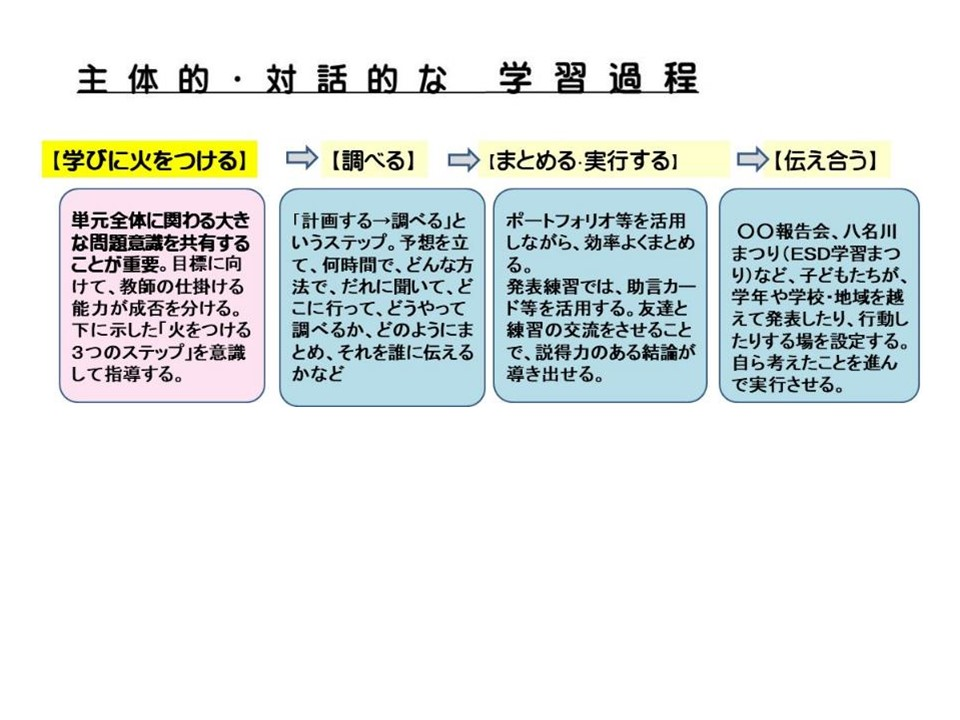 主体的・対話的な 学習過程
【学びに火をつける】
【調べる】
【まとめる・実行する】
【伝え合う】
単元全体に関わる大き
な問題意識を共有する
ことが重要。目標に向
けて、教師の仕掛ける
能力が成否を分ける。
下に示した「火をつける
3つのステップ」を意識
して指導する。
「計画する→調べる」と
いうステップ。予想を立
て、何時間で、どんな方
法で、だれに聞いて、ど
こに行って、どうやって
調べるか、どのようにま
とめ、それを誰に伝える
かなど
ポートフォリオ等を活用
しながら、効率よくまとめ
る。
発表練習では、助言カー
ド等を活用する。友達と
練習の交流をさせること
で、説得力のある結論が
導き出せる。
〇〇報告会、八名川
まつり(ESD学習まつ
り)など、子どもたちが、
学年や学校・地域を越
えて発表したり、行動し
たりする場を設定する。
自ら考えたことを進ん
で実行させる。